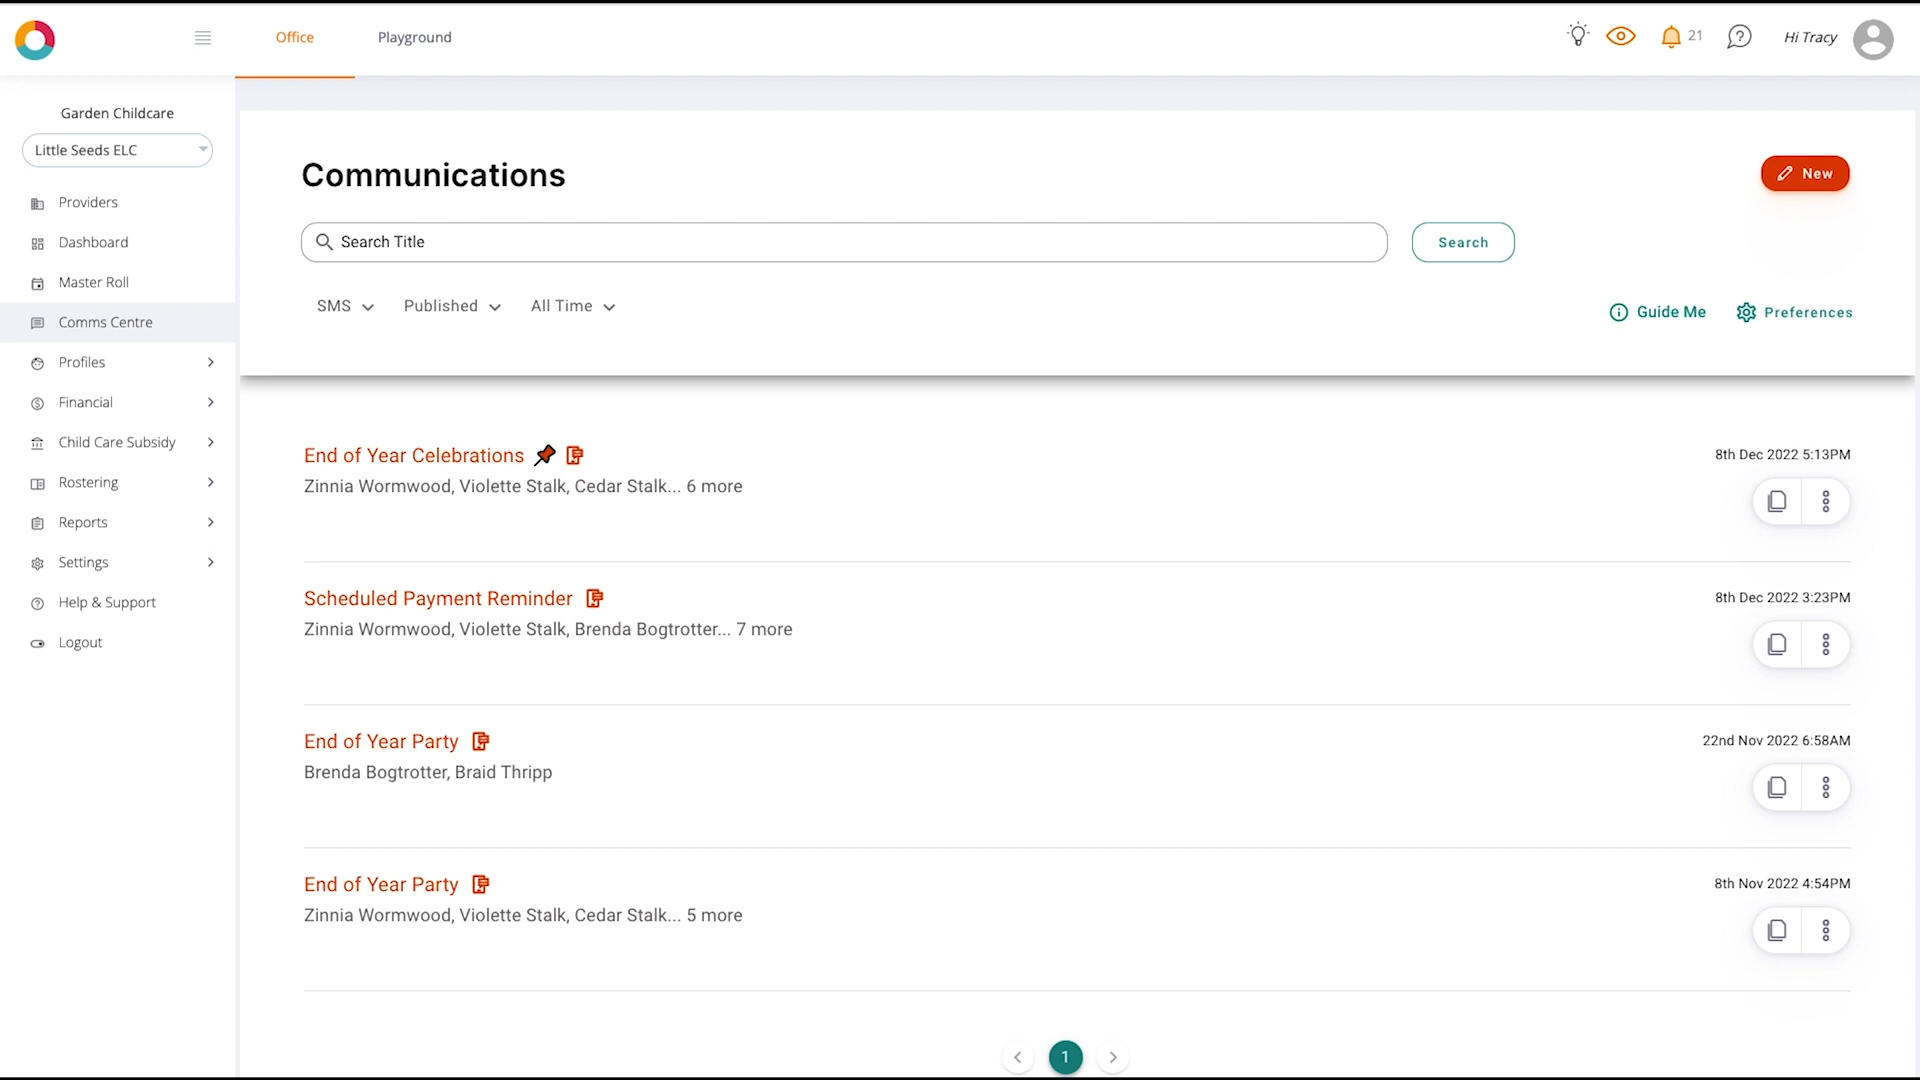 Office
Playground
21
Hi Tracy
Garden Childcare
Little Seeds ELC
Providers
Dashboard
Master Roll
Comms Centre
Profiles
Financial
Child Care Subsidy
Rostering
Reports
Settings
Help & Support
Logout
Communications
New
Search Title
Search
SMS
Published
All Time
Guide Me
Preferences
End of Year Celebrations
8th Dec 2022 5:13PM
Zinnia Wormwood, Violette Stalk, Cedar Stalk... 6 more
Scheduled Payment Reminder
8th Dec 2022 3:23PM
Zinnia Wormwood, Violette Stalk, Brenda Bogtrotter... 7 more
End of Year Party
22nd Nov 2022 6:58AM
Brenda Bogtrotter, Braid Thripp
End of Year Party
8th Nov 2022 4:54PM
Zinnia Wormwood, Violette Stalk, Cedar Stalk... 5 more
1